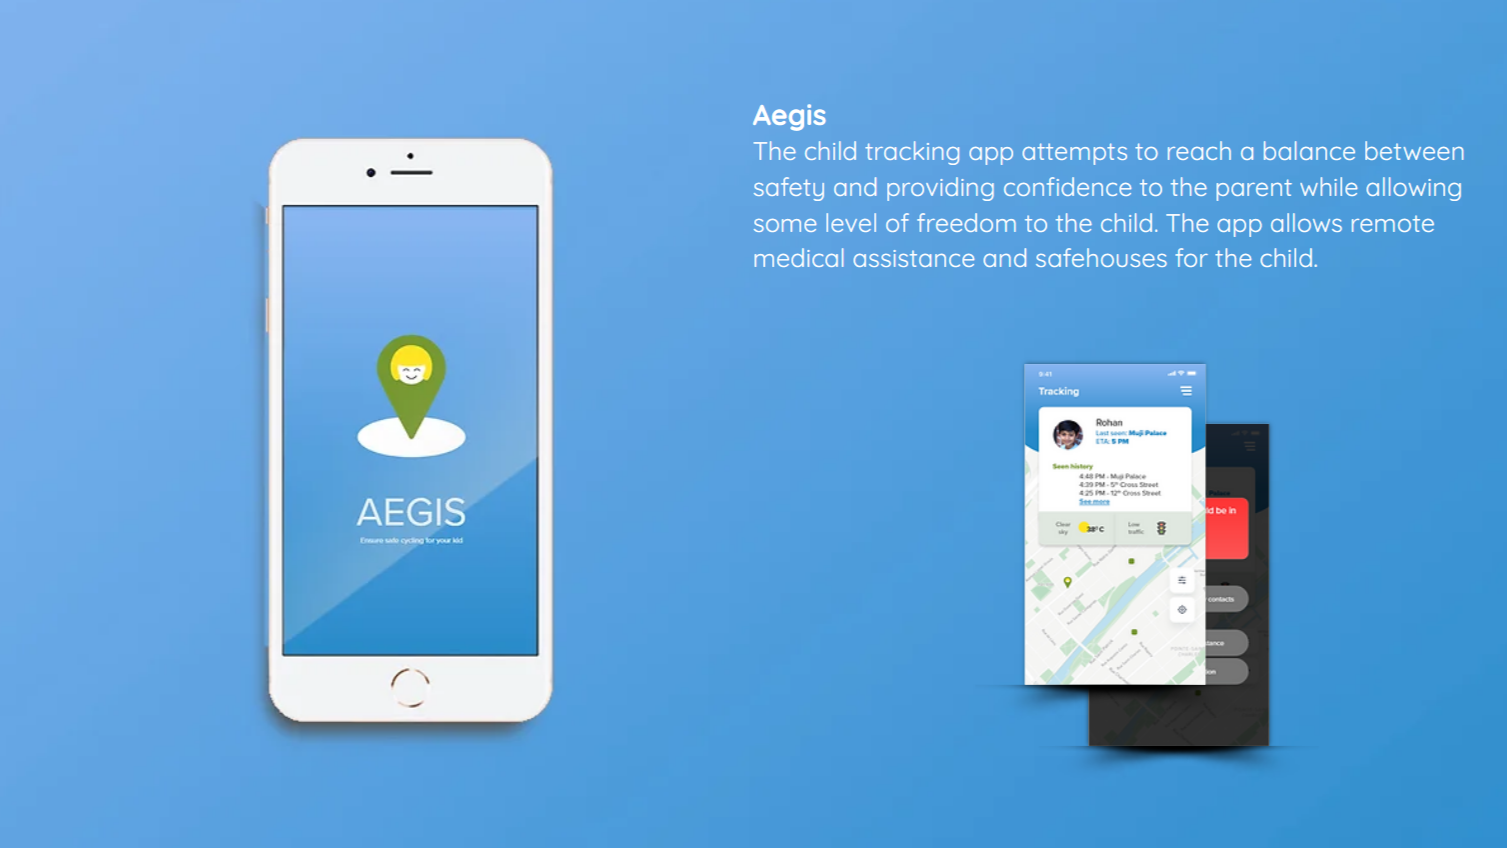 Aegis
The child tracking app attempts to reach a balance between
safety and providing confidence to the parent while allowing
some level of freedom to the child. The app allows remote
medical assistance and safehouses for the child.
AEGIS
Ensure safe cycling for your kid
9:41
Tracking
Rohan
Last seen: Muji Palace
ETA: 5 PM
Seen history
4:48 PM - Muji Palace
4:39 PM - 5th Cross Street
4:25 PM - 12th Cross Street
See more
Clear sky
38° C
Low traffic
ld be in
contacts
tance
ion